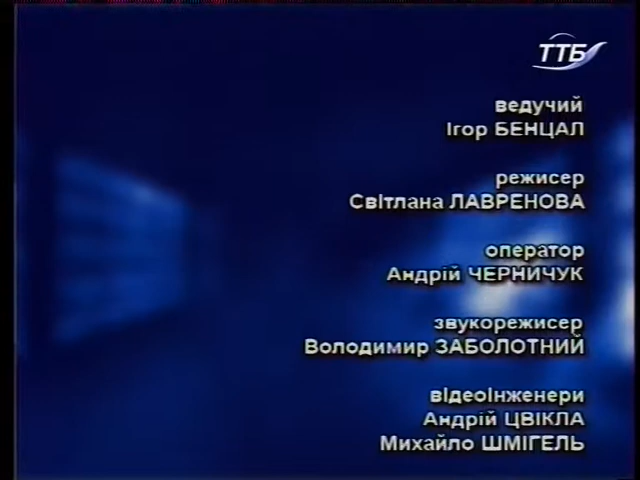 ТТБ
ведучий
Ігор БЕНЦАЛ
режисер
Світлана ЛАВРЕНОВА
оператор
Андрій ЧЕРНИЧУК
звукорежисер
Володимир ЗАБОЛОТНИЙ
відеоінженери
Андрій ЦВІКЛА
Михайло ШМІГЕЛЬ